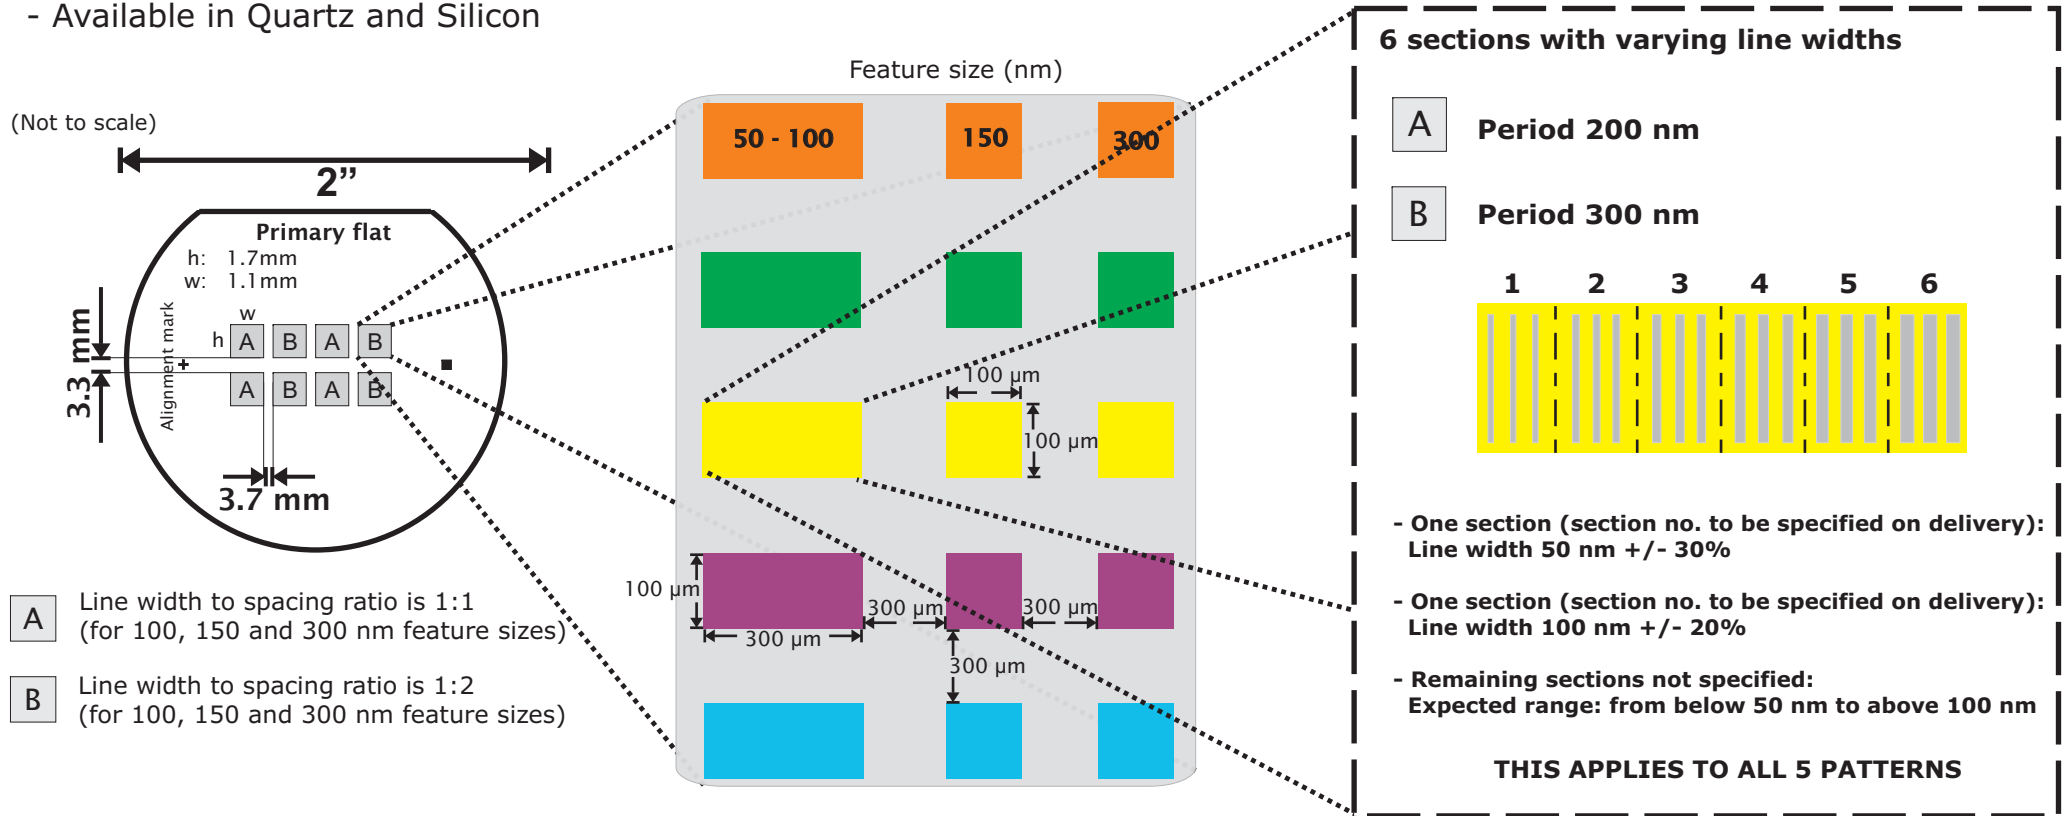 - Available in Quartz and Silicon
(Not to scale)
2”
Primary flat
h: 1.7mm
w: 1.1mm
w
h
A B A B
A B A B
Alignment mark
3.3 mm
3.7 mm
A
Line width to spacing ratio is 1:1
(for 100, 150 and 300 nm feature sizes)
B
Line width to spacing ratio is 1:2
(for 100, 150 and 300 nm feature sizes)
Feature size (nm)
50 - 100 150 300
100 µm
100 µm
100 µm
300 µm
300 µm
300 µm
300 µm
6 sections with varying line widths
A Period 200 nm
B Period 300 nm
1 2 3 4 5 6
- One section (section no. to be specified on delivery):
Line width 50 nm +/- 30%
- One section (section no. to be specified on delivery):
Line width 100 nm +/- 20%
- Remaining sections not specified:
Expected range: from below 50 nm to above 100 nm
THIS APPLIES TO ALL 5 PATTERNS